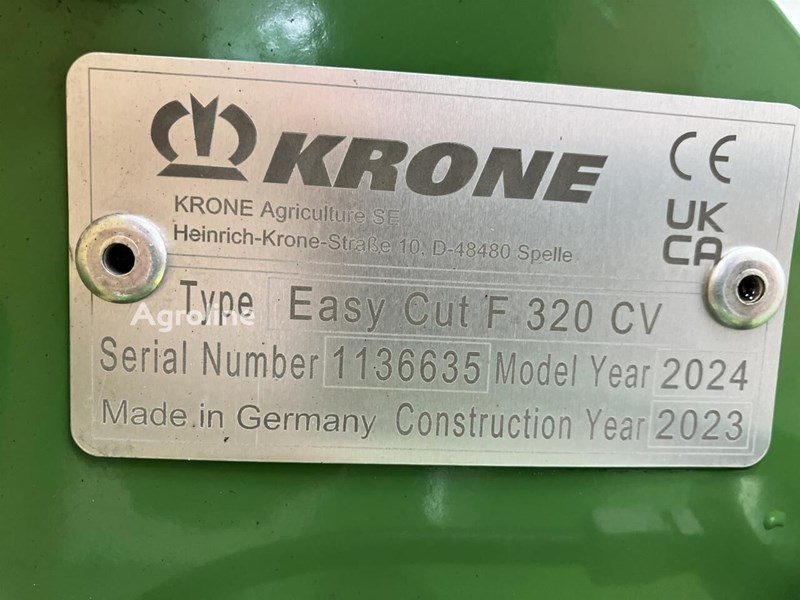 KRONE
CE
KRONE Agriculture SE
Heinrich-Krone-Straße 10, D-48480 Spelle
UK
CA
Agroline
Type Easy Cut F 320 CV
Serial Number 1136635 Model Year 2024
Made in Germany Construction Year 2023